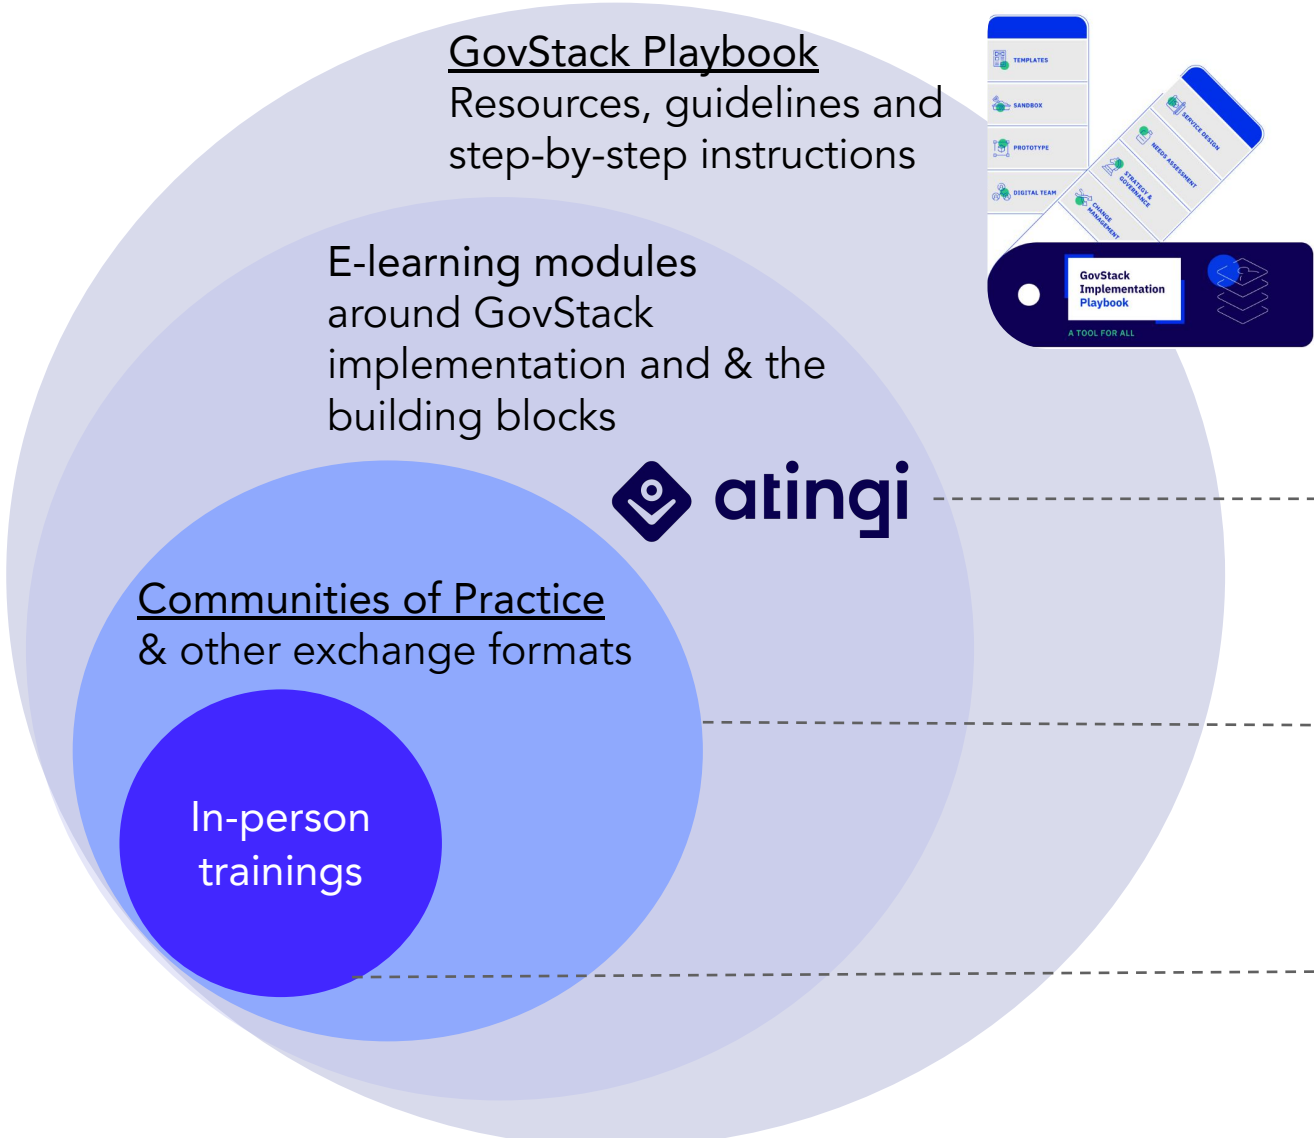 GovStack Playbook
Resources, guidelines and
step-by-step instructions
TEMPLATES
SANDBOX
PROTOTYPE
DIGITAL TEAM
SERVICE DESIGN
NEEDS ASSESSMENT
STRATEGY &
GOVERNANCE
CHANGE
MANAGEMENT
GovStack
Implementation
Playbook
A TOOL FOR ALL
E-learning modules
around GovStack
implementation and & the
building blocks
atingi
Communities of Practice
& other exchange formats
In-person
trainings